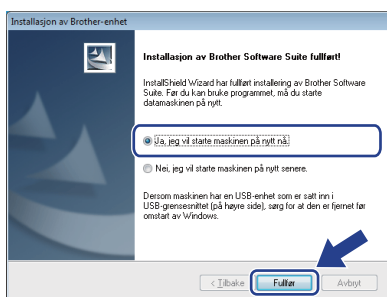 Installasjon av Brother-enhet
Installasjon av Brother Software Suite fullført!
InstallShield Wizard har fullført installering av Brother Software
Suite. Før du kan bruke programmet, må du starte
datamaskinen på nytt.
Ja, jeg vil starte maskinen på nytt nå.
Nei, jeg vil starte maskinen på nytt senere.
Dersom maskinen har en USB-enhet som er satt inn i
USB-grensesnittet (på høyre side), sørg for at den er fjernet før
omstart av Windows.
< Tilbake Fullfør Avbryt